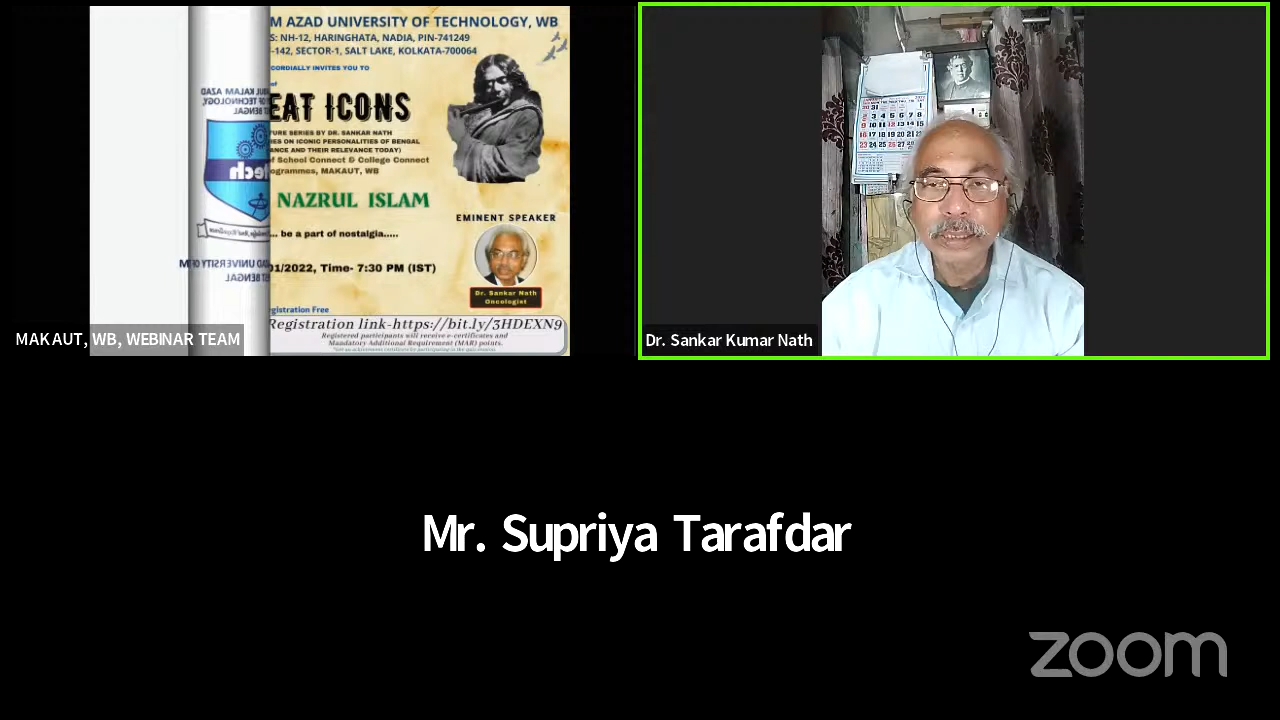 M AZAD UNIVERSITY OF TECHNOLOGY, WB
S: NH-12, HARINGHATA, NADIA, PIN-741249
-142, SECTOR-1, SALT LAKE, KOLKATA-700064
CORDIALLY INVITES YOU TO
of
EAT ICONS
TURE SERIES BY DR. SANKAR NATH
IES ON ICONIC PERSONALITIES OF BENGAL
ANCE AND THEIR RELEVANCE TODAY)
of School Connect & College Connect
ogrammes, MAKAUT, WB
NAZRUL ISLAM
EMINENT SPEAKER
... be a part of nostalgia.....
01/2022, Time- 7:30 PM (IST)
Dr. Sankar Nath
Oncologist
gistration Free
Registration link-https://bit.ly/3HDEXN9
Registered participants will receive e-certificates and
Mandatory Additional Requirement (MAR) points.
MAKAUT, WB, WEBINAR TEAM
Dr. Sankar Kumar Nath
Mr. Supriya Tarafdar
zoom